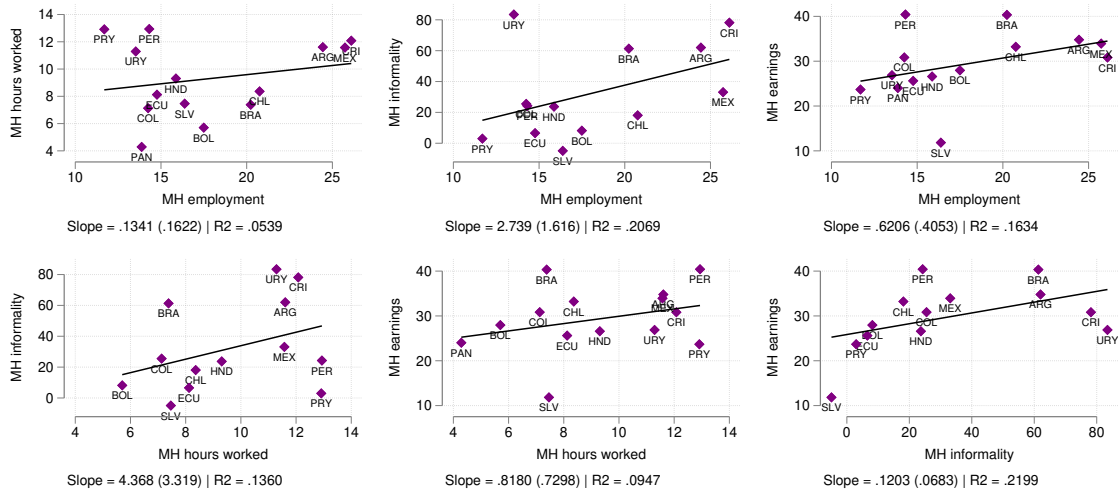 MH hours worked
14
12
10
8
6
4
PRY
PER
URY
ARG
MEX
CRI
HND
ECU
COL
SLV
CHL
BRA
BOL
PAN
10 15 20 25
MH employment
Slope = .1341 (.1622) | R2 = .0539
MH informality
80
60
40
20
0
URY
CRI
BRA
ARG
MEX
COL
PER
HND
CHL
ECU
BOL
PRY
SLV
10 15 20 25
MH employment
Slope = 2.739 (1.616) | R2 = .2069
MH earnings
40
30
20
10
PER
BRA
ARG
MEX
CHL
CRI
COL
URY
ECU
HND
BOL
PRY
PAN
SLV
10 15 20 25
MH employment
Slope = .6206 (.4053) | R2 = .1634
MH informality
80
60
40
20
0
URY
CRI
BRA
ARG
MEX
COL
HND
PER
CHL
BOL
ECU
PRY
SLV
4 6 8 10 12 14
MH hours worked
Slope = 4.368 (3.319) | R2 = .1360
MH earnings
40
30
20
10
BRA
PER
ARG
MEX
CHL
COL
CRI
BOL
ECU
HND
URY
PAN
PRY
SLV
4 6 8 10 12 14
MH hours worked
Slope = .8180 (.7298) | R2 = .0947
MH earnings
40
30
20
10
PER
BRA
MEX
ARG
CHL
COL
CRI
BOL
ECU
HND
URY
PRY
SLV
0 20 40 60 80
MH informality
Slope = .1203 (.0683) | R2 = .2199